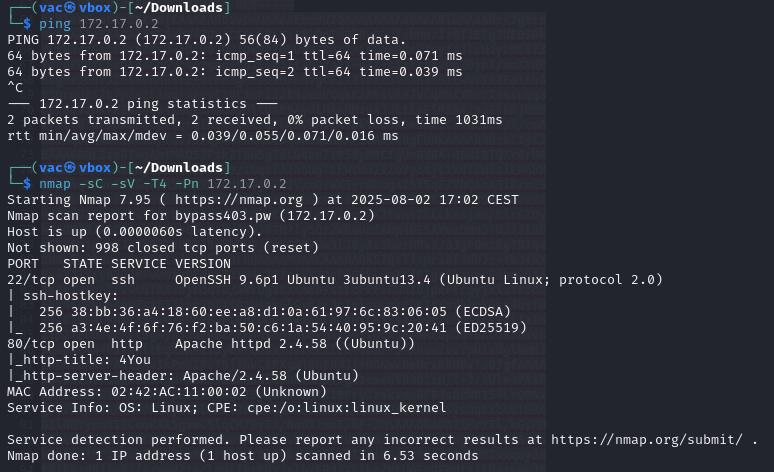 ┌──(vac㉿vbox)-[~/Downloads]
└─$ ping 172.17.0.2
PING 172.17.0.2 (172.17.0.2) 56(84) bytes of data.
64 bytes from 172.17.0.2: icmp_seq=1 ttl=64 time=0.071 ms
64 bytes from 172.17.0.2: icmp_seq=2 ttl=64 time=0.039 ms
^C
--- 172.17.0.2 ping statistics ---
2 packets transmitted, 2 received, 0% packet loss, time 1031ms
rtt min/avg/max/mdev = 0.039/0.055/0.071/0.016 ms
┌──(vac㉿vbox)-[~/Downloads]
└─$ nmap -sC -sV -T4 -Pn 172.17.0.2
Starting Nmap 7.95 ( https://nmap.org ) at 2025-08-02 17:02 CEST
Nmap scan report for bypass403.pw (172.17.0.2)
Host is up (0.0000060s latency).
Not shown: 998 closed tcp ports (reset)
PORT   STATE SERVICE VERSION
22/tcp open  ssh     OpenSSH 9.6p1 Ubuntu 3ubuntu13.4 (Ubuntu Linux; protocol 2.0)
| ssh-hostkey:
|   256 38:bb:36:a4:18:60:ee:a8:d1:0a:61:97:6c:83:06:05 (ECDSA)
|_  256 a3:4e:4f:6f:76:f2:ba:50:c6:1a:54:40:95:9c:20:41 (ED25519)
80/tcp open  http    Apache httpd 2.4.58 ((Ubuntu))
|_http-title: 4You
|_http-server-header: Apache/2.4.58 (Ubuntu)
MAC Address: 02:42:AC:11:00:02 (Unknown)
Service Info: OS: Linux; CPE: cpe:/o:linux:linux_kernel
Service detection performed. Please report any incorrect results at https://nmap.org/submit/ .
Nmap done: 1 IP address (1 host up) scanned in 6.53 seconds